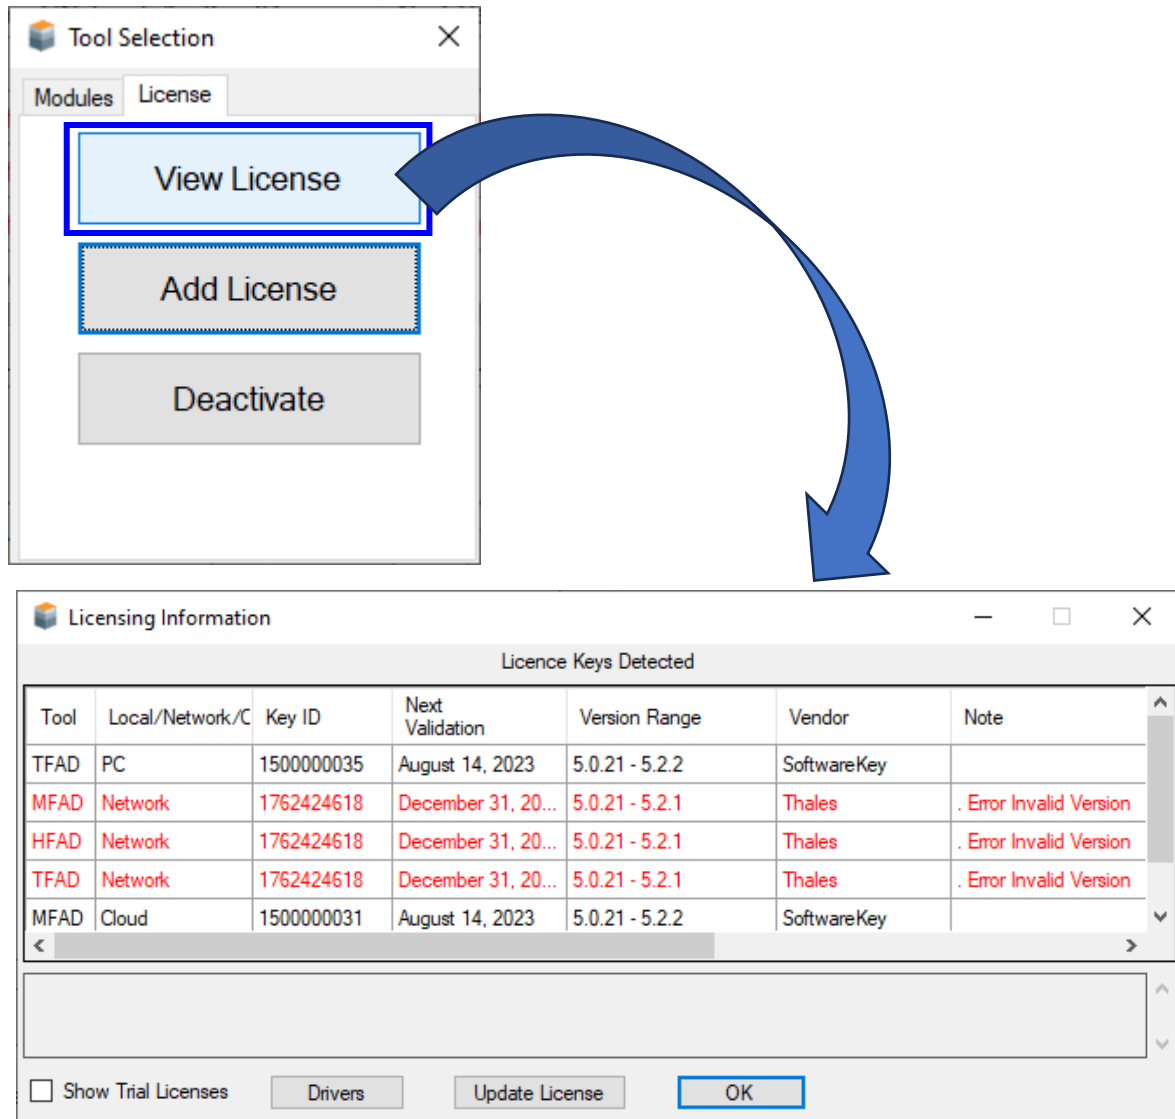 Tool Selection
Modules License
View License
Add License
Deactivate
Licensing Information
Licence Keys Detected
Tool Local/Network/C Key ID Next Validation Version Range Vendor Note
TFAD PC 1500000035 August 14, 2023 5.0.21 - 5.2.2 SoftwareKey
MFAD Network 1762424618 December 31, 20... 5.0.21 - 5.2.1 Thales . Error Invalid Version
HFAD Network 1762424618 December 31, 20... 5.0.21 - 5.2.1 Thales . Error Invalid Version
TFAD Network 1762424618 December 31, 20... 5.0.21 - 5.2.1 Thales . Error Invalid Version
MFAD Cloud 1500000031 August 14, 2023 5.0.21 - 5.2.2 SoftwareKey
Show Trial Licenses Drivers Update License OK